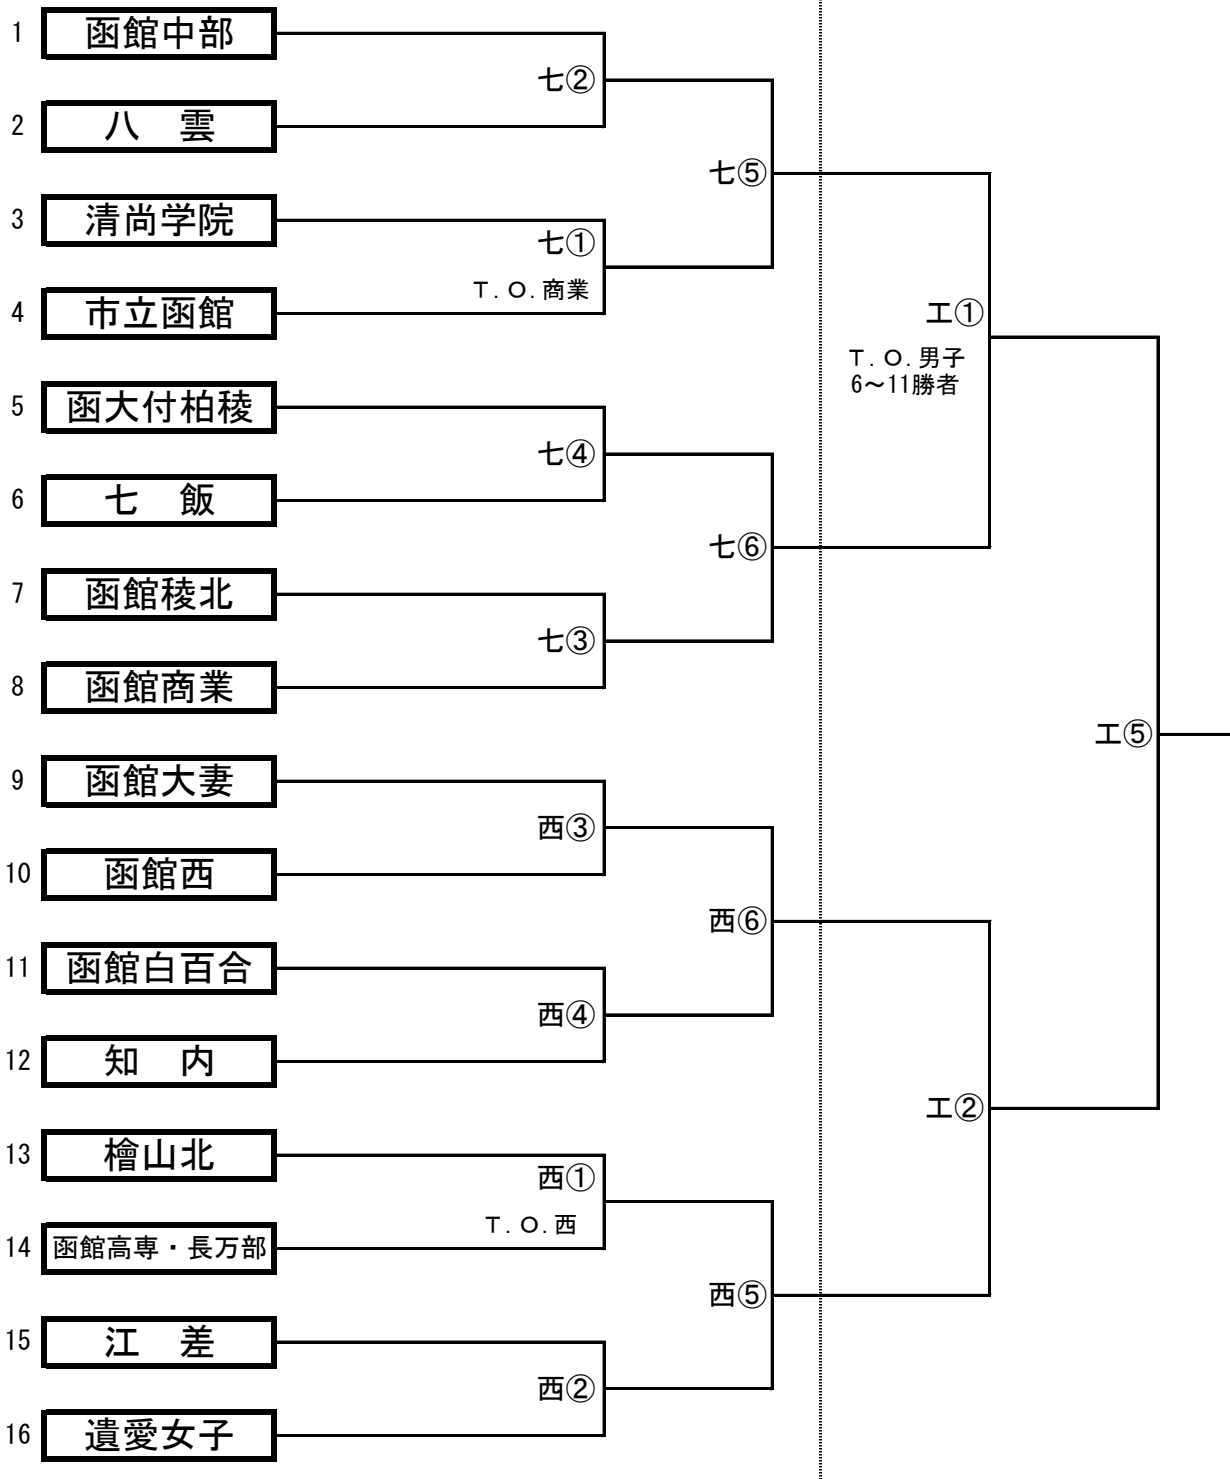 1 函館中部
七②
2 八　雲
七⑤
3 清尚学院
七①
T.O.商業
4 市立函館
工①
T.O.男子
6～11勝者
5 函大付柏稜
七④
6 七　飯
七⑥
7 函館稜北
七③
8 函館商業
工⑤
9 函館大妻
西③
10 函館西
西⑥
11 函館白百合
西④
12 知　内
工②
13 檜山北
西①
T.O.西
14 函館高専・長万部
西⑤
15 江　差
西②
16 遺愛女子